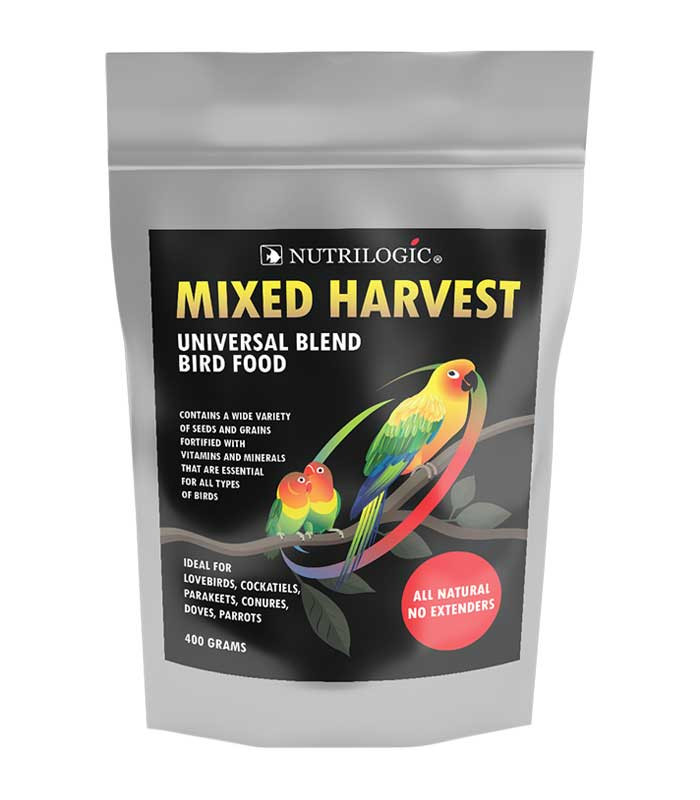 NUTRILOGIC®
MIXED HARVEST
UNIVERSAL BLEND
BIRD FOOD
CONTAINS A WIDE VARIETY
OF SEEDS AND GRAINS
FORTIFIED WITH
VITAMINS AND MINERALS
THAT ARE ESSENTIAL
FOR ALL TYPES
OF BIRDS
IDEAL FOR
LOVEBIRDS, COCKATIELS,
PARAKEETS, CONURES,
DOVES, PARROTS
400 GRAMS
ALL NATURAL
NO EXTENDERS